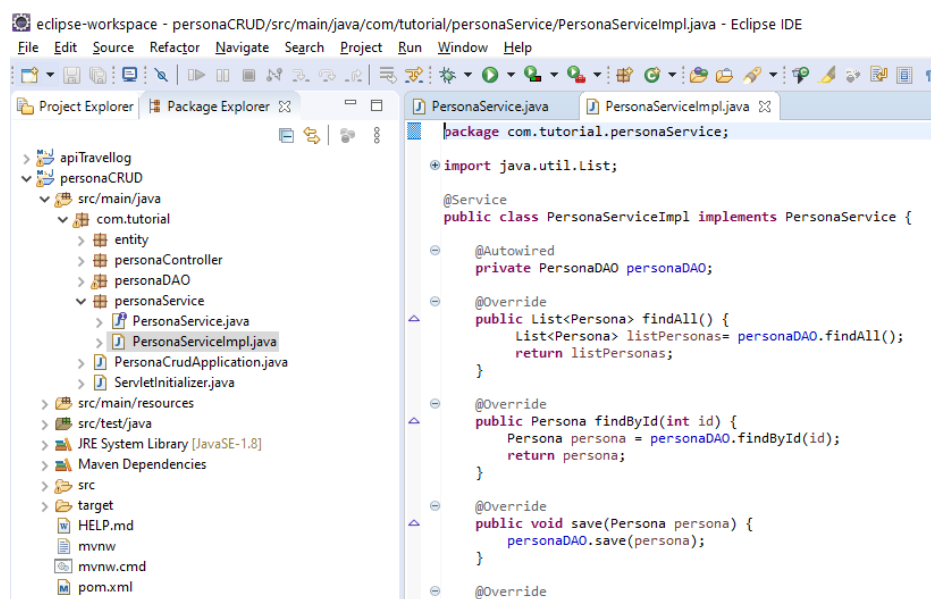 eclipse-workspace - personaCRUD/src/main/java/com/tutorial/personaService/PersonaServiceImpl.java - Eclipse IDE
File Edit Source Refactor Navigate Search Project Run Window Help
Project Explorer Package Explorer
apiTravellog
personaCRUD
src/main/java
com.tutorial
entity
personaController
personaDAO
personaService
PersonaService.java
PersonaServiceImpl.java
PersonaCrudApplication.java
ServletInitializer.java
src/main/resources
src/test/java
JRE System Library [JavaSE-1.8]
Maven Dependencies
src
target
HELP.md
mvnw
mvnw.cmd
pom.xml
PersonaService.java PersonaServiceImpl.java
package com.tutorial.personaService;
import java.util.List;
@Service
public class PersonaServiceImpl implements PersonaService {
@Autowired
private PersonaDAO personaDAO;
@Override
public List<Persona> findAll() {
List<Persona> listPersonas= personaDAO.findAll();
return listPersonas;
}
@Override
public Persona findById(int id) {
Persona persona = personaDAO.findById(id);
return persona;
}
@Override
public void save(Persona persona) {
personaDAO.save(persona);
}
@Override